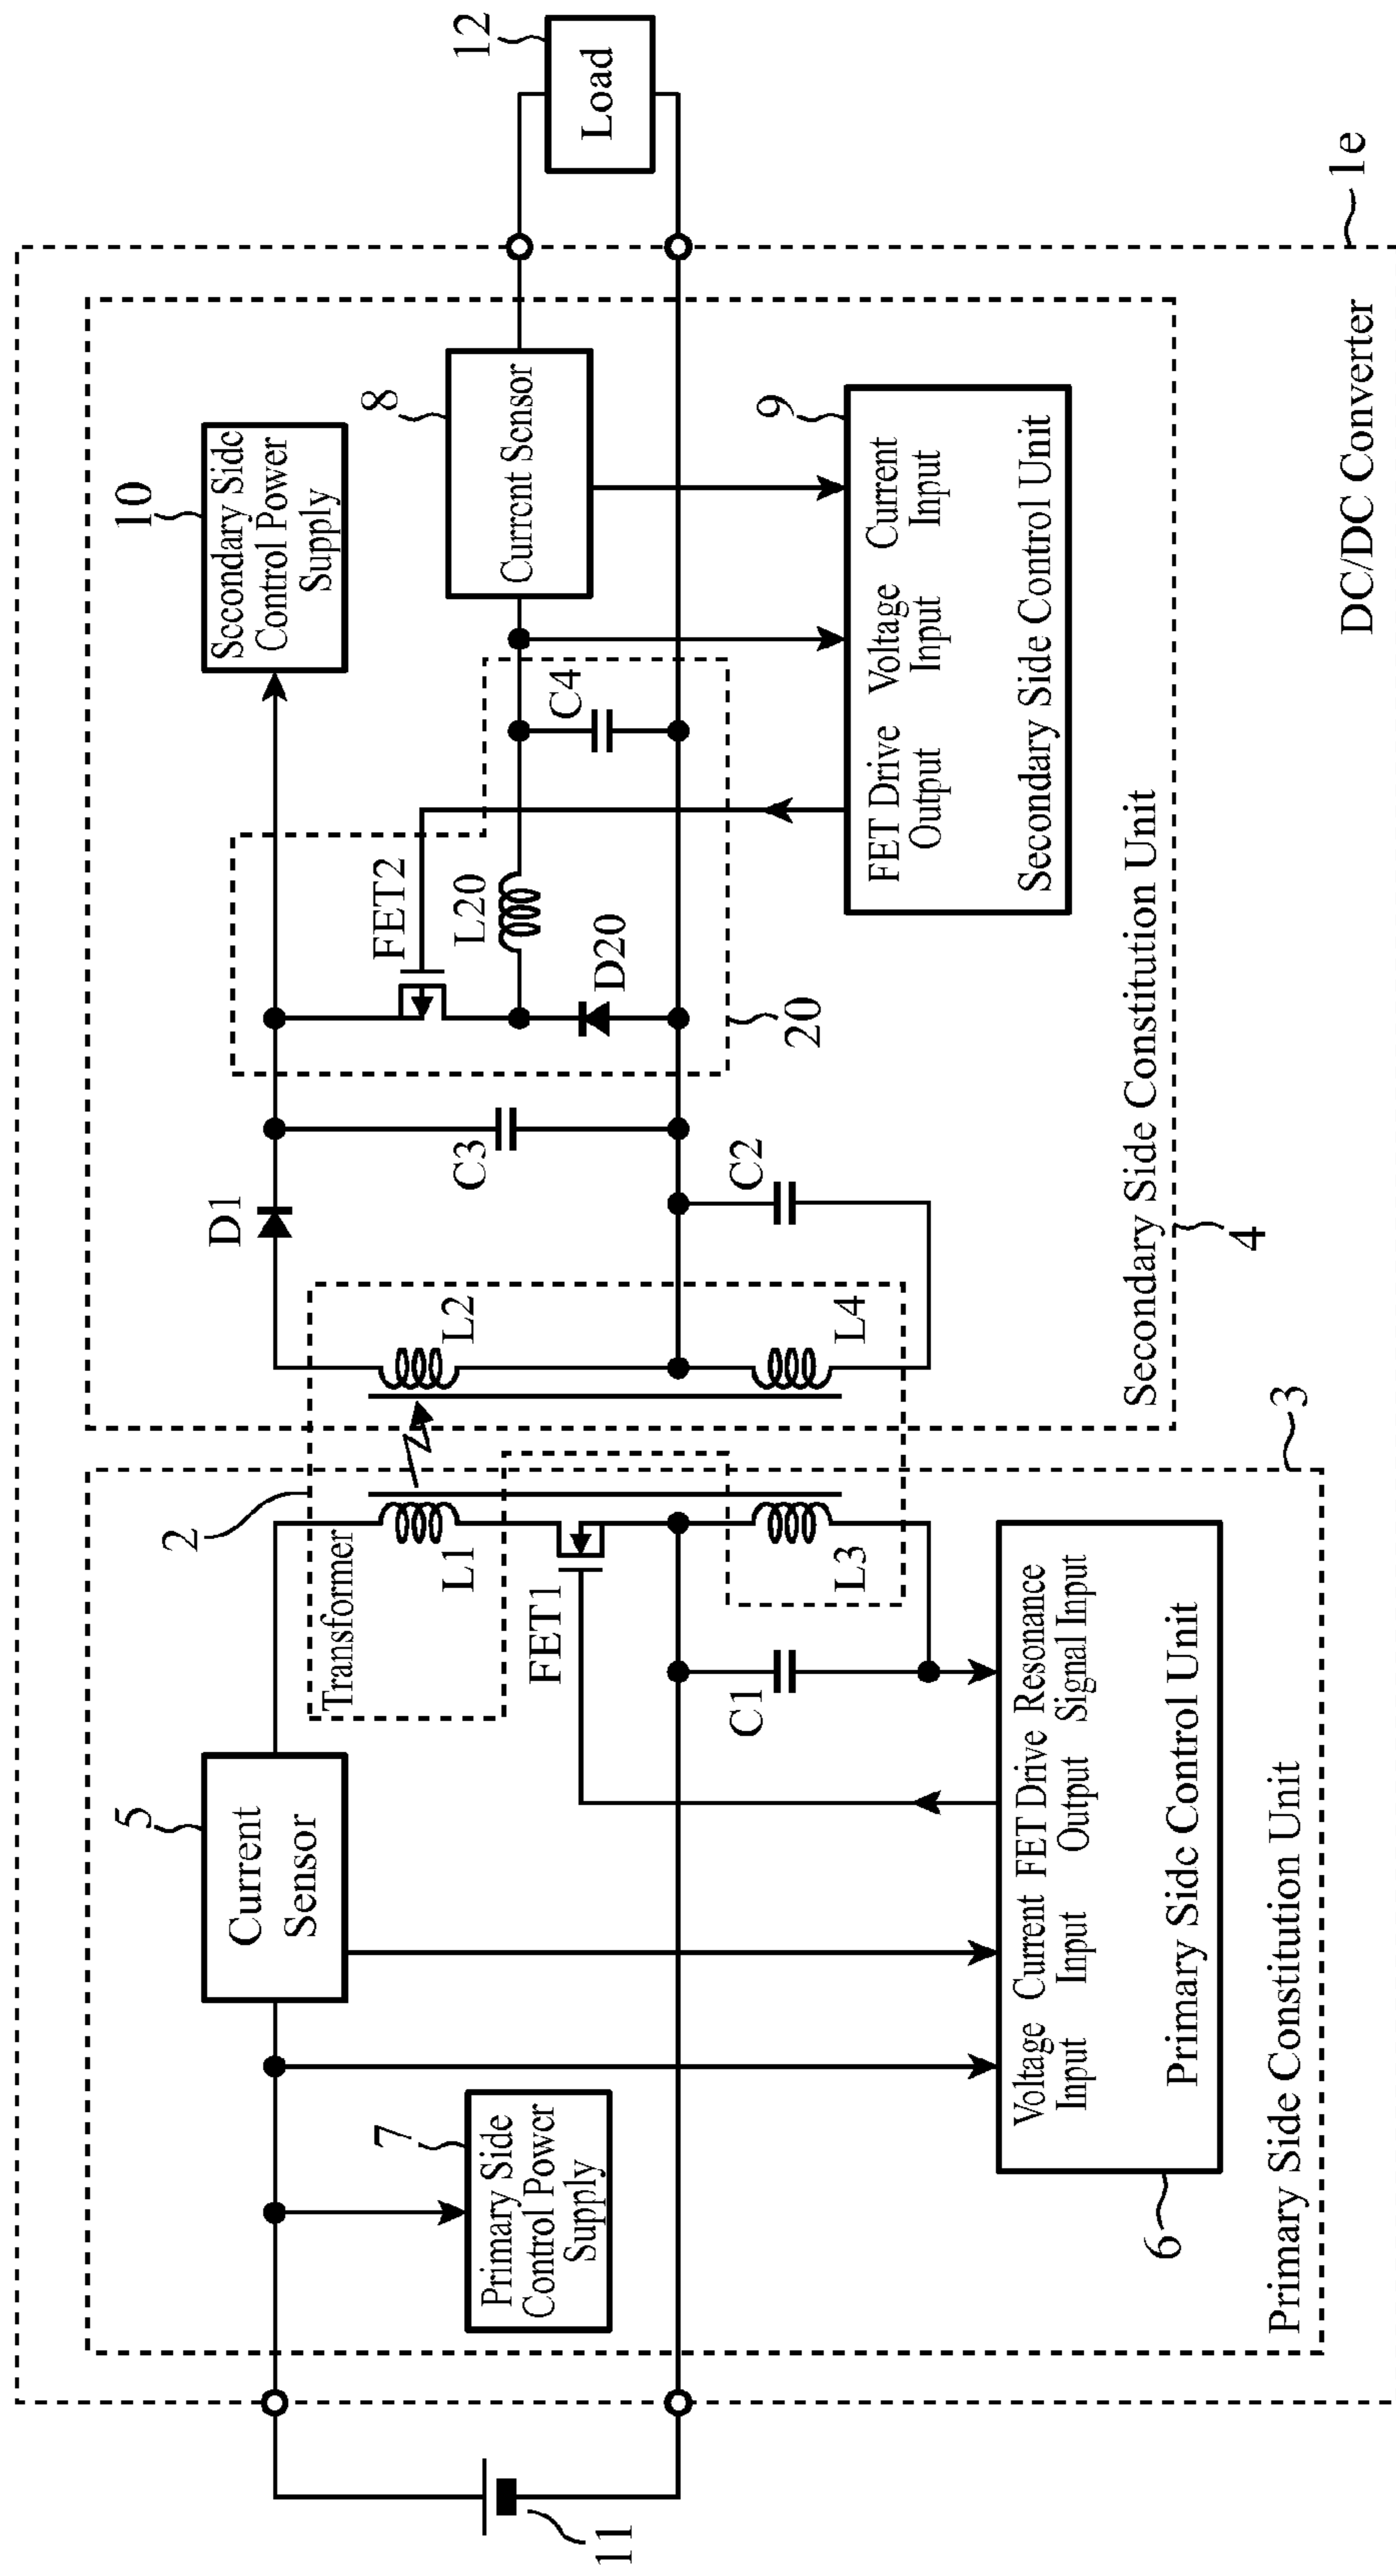 DC/DC Converter
1e
Primary Side Constitution Unit
3
Secondary Side Constitution Unit
4
11
7
Primary Side
Control Power
Supply
5
Current
Sensor
2
Transformer
L1
FET1
L3
C1
Voltage
Input
Current
Input
FET Drive
Output
Resonance
Signal Input
Primary Side Control Unit
6
L2
L4
D1
C2
C3
FET2
L20
D20
20
C4
10
Secondary Side
Control Power
Supply
8
Current Sensor
9
FET Drive
Output
Voltage
Input
Current
Input
Secondary Side Control Unit
12
Load